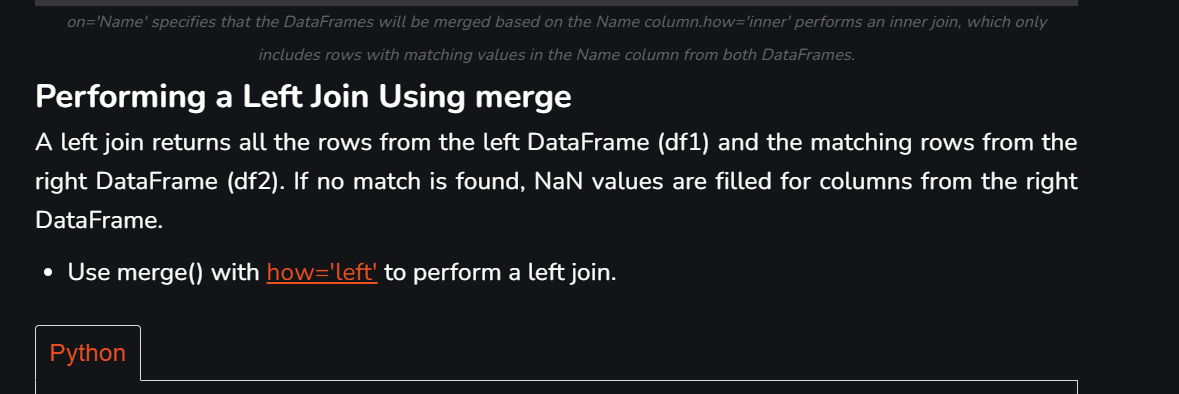 on='Name' specifies that the DataFrames will be merged based on the Name column.how='inner' performs an inner join, which only
includes rows with matching values in the Name column from both DataFrames.
Performing a Left Join Using merge
A left join returns all the rows from the left DataFrame (df1) and the matching rows from the
right DataFrame (df2). If no match is found, NaN values are filled for columns from the right
DataFrame.
• Use merge() with how='left' to perform a left join.
Python